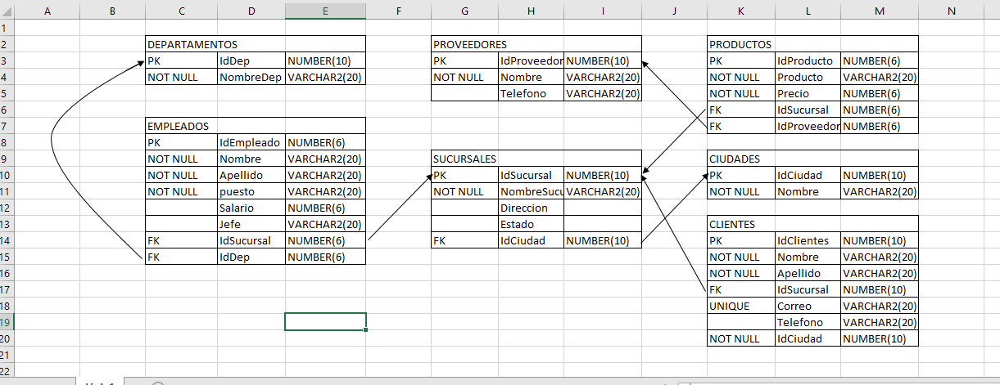 A B C D E F G H I J K L M N
1
2 DEPARTAMENTOS PROVEEDORES PRODUCTOS
3 PK IdDep NUMBER(10) PK IdProveedor NUMBER(10) PK IdProducto NUMBER(6)
4 NOT NULL NombreDep VARCHAR2(20) NOT NULL Nombre VARCHAR2(20) NOT NULL Producto VARCHAR2(20)
5 Telefono VARCHAR2(20) NOT NULL Precio NUMBER(6)
6 FK IdSucursal NUMBER(6)
7 EMPLEADOS FK IdProveedor NUMBER(6)
8 PK IdEmpleado NUMBER(6)
9 NOT NULL Nombre VARCHAR2(20) SUCURSALES CIUDADES
10 NOT NULL Apellido VARCHAR2(20) PK IdSucursal NUMBER(10) PK IdCiudad NUMBER(10)
11 NOT NULL puesto VARCHAR2(20) NOT NULL NombreSucu VARCHAR2(20) NOT NULL Nombre VARCHAR2(20)
12 Salario NUMBER(6) Direccion
13 Jefe VARCHAR2(20) Estado CLIENTES
14 FK IdSucursal NUMBER(6) FK IdCiudad NUMBER(10) PK IdClientes NUMBER(10)
15 FK IdDep NUMBER(6) NOT NULL Nombre VARCHAR2(20)
16 NOT NULL Apellido VARCHAR2(20)
17 FK IdSucursal NUMBER(10)
18 UNIQUE Correo VARCHAR2(20)
19 Telefono VARCHAR2(20)
20 NOT NULL IdCiudad NUMBER(10)
21
22